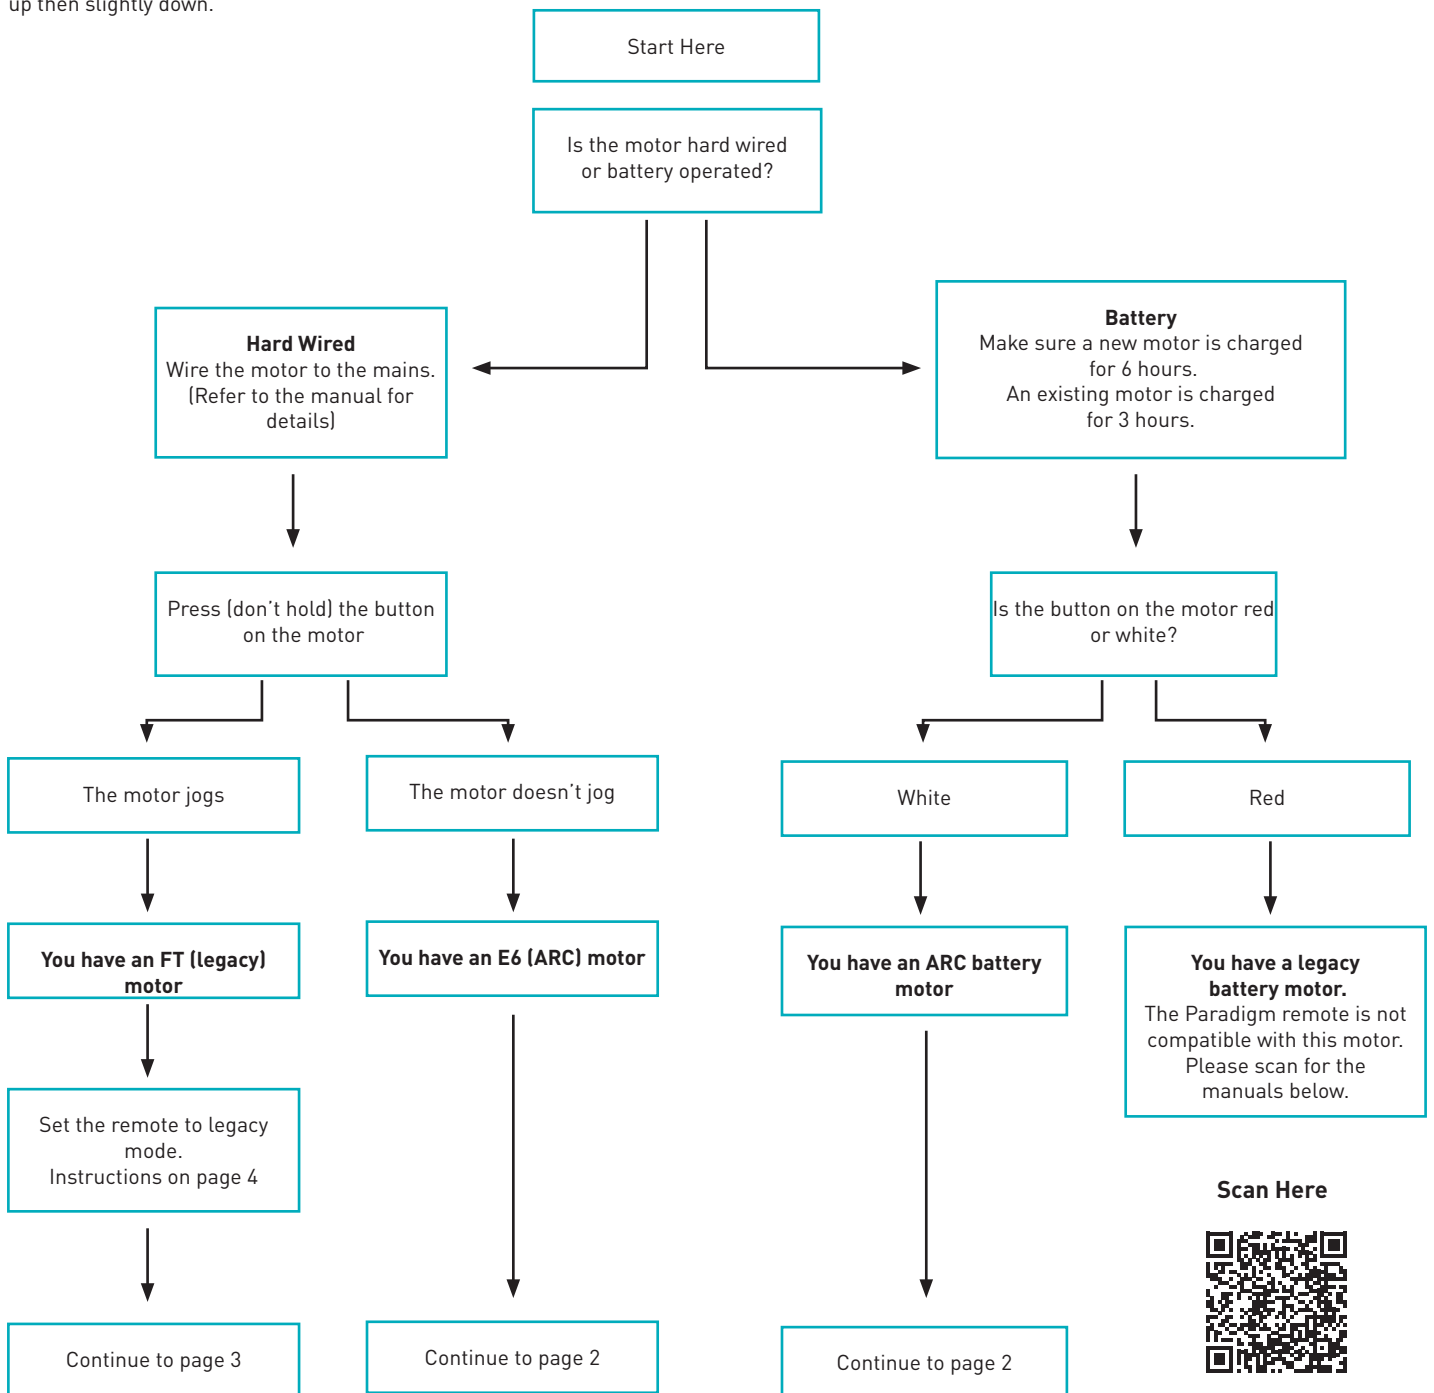 up then slightly down.
Start Here
Is the motor hard wired
or battery operated?
Hard Wired
Wire the motor to the mains.
(Refer to the manual for
details)
Battery
Make sure a new motor is charged
for 6 hours.
An existing motor is charged
for 3 hours.
Press (don't hold) the button
on the motor
Is the button on the motor red
or white?
The motor jogs
The motor doesn't jog
White
Red
You have an FT (legacy)
motor
You have an E6 (ARC) motor
You have an ARC battery
motor
You have a legacy
battery motor.
The Paradigm remote is not
compatible with this motor.
Please scan for the
manuals below.
Set the remote to legacy
mode.
Instructions on page 4
Scan Here
Continue to page 3
Continue to page 2
Continue to page 2